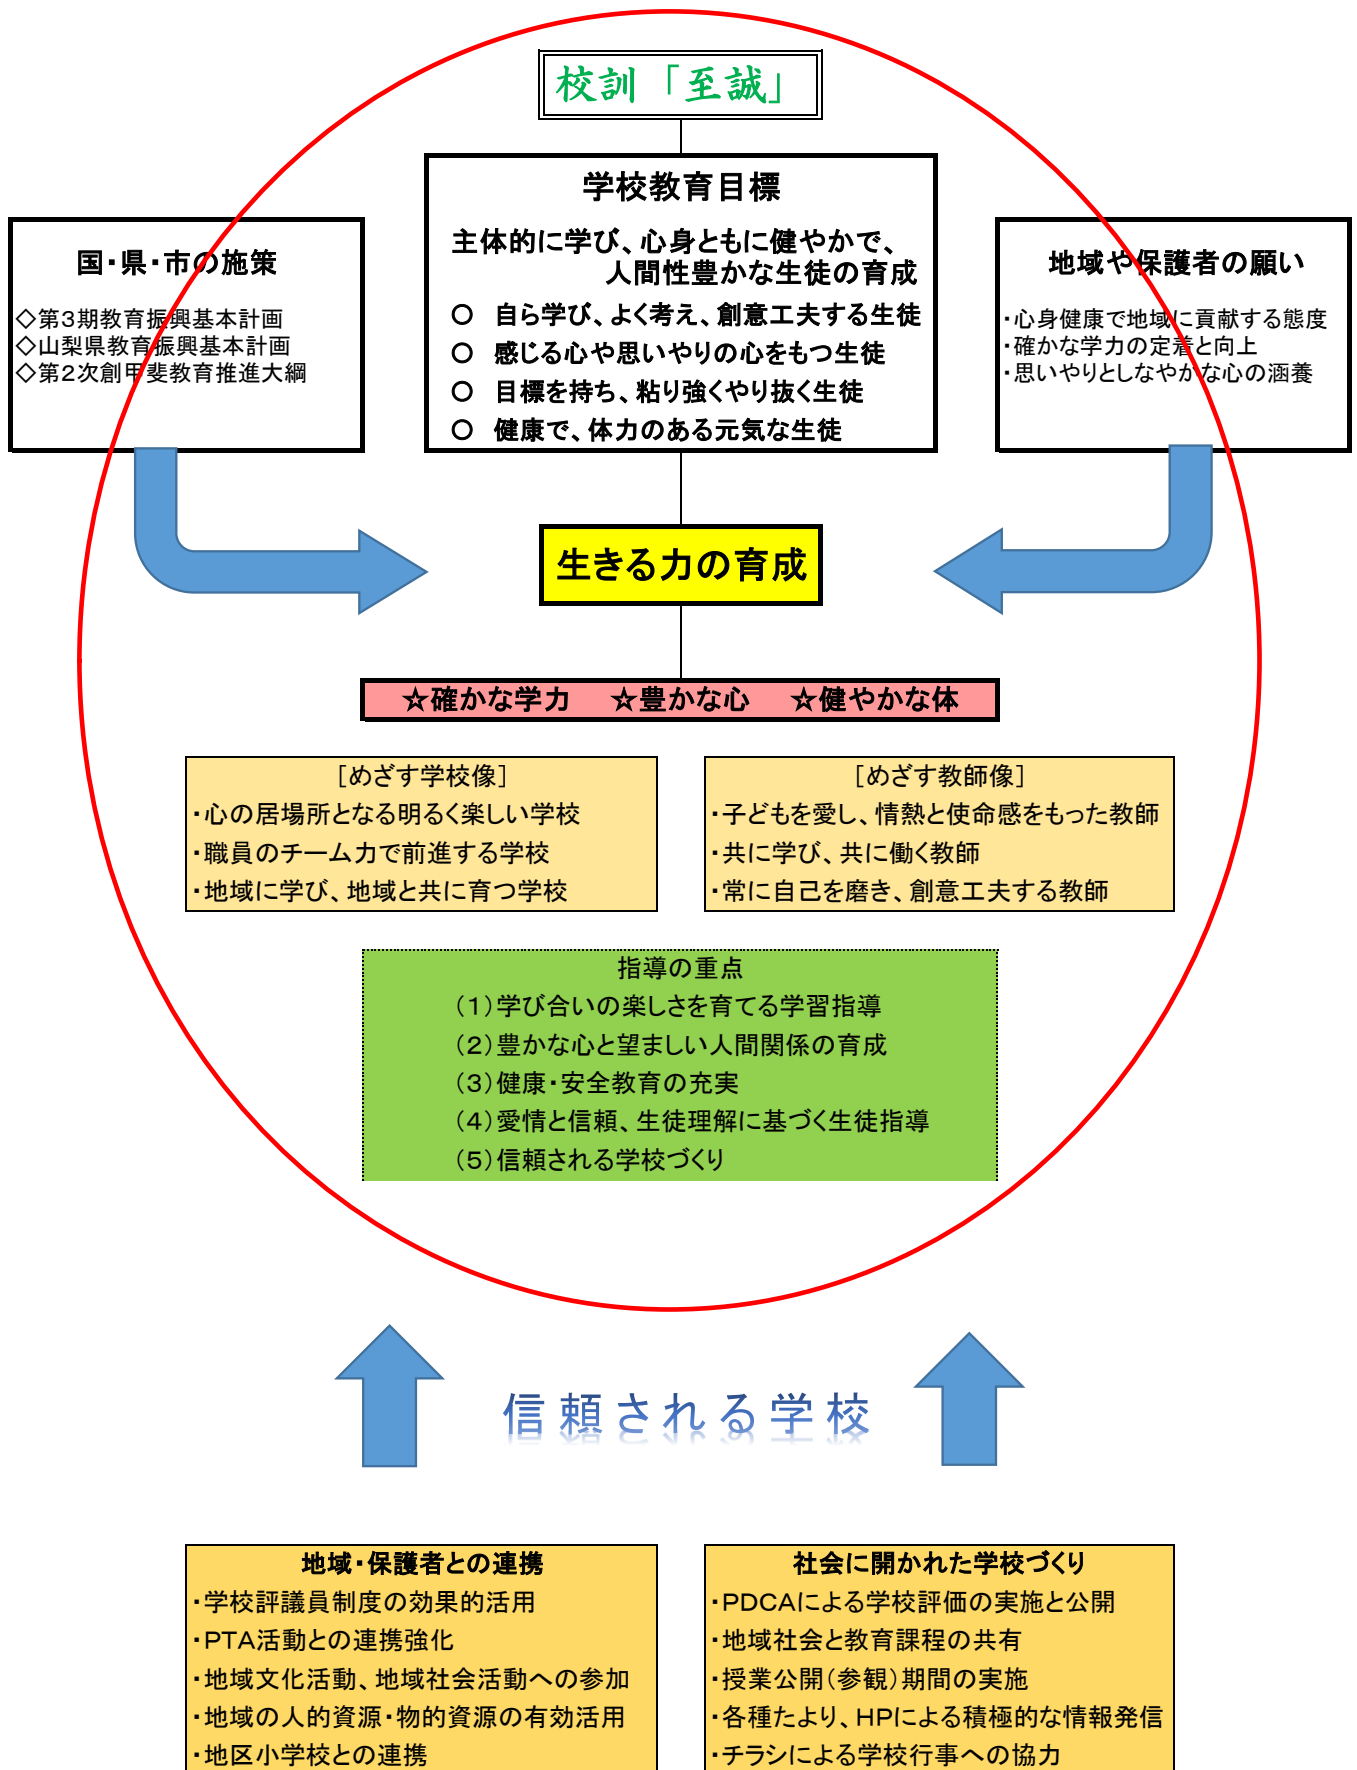 校訓「至誠」
学校教育目標
主体的に学び、心身ともに健やかで、
人間性豊かな生徒の育成
○ 自ら学び、よく考え、創意工夫する生徒
○ 感じる心や思いやりの心をもつ生徒
○ 目標を持ち、粘り強くやり抜く生徒
○ 健康で、体力のある元気な生徒
国・県・市の施策
◇第3期教育振興基本計画
◇山梨県教育振興基本計画
◇第2次創甲斐教育推進大綱
地域や保護者の願い
・心身健康で地域に貢献する態度
・確かな学力の定着と向上
・思いやりとしなやかな心の涵養
生きる力の育成
☆確かな学力 ☆豊かな心 ☆健やかな体
[めざす学校像]
・心の居場所となる明るく楽しい学校
・職員のチーム力で前進する学校
・地域に学び、地域と共に育つ学校
[めざす教師像]
・子どもを愛し、情熱と使命感をもった教師
・共に学び、共に働く教師
・常に自己を磨き、創意工夫する教師
指導の重点
(1)学び合いの楽しさを育てる学習指導
(2)豊かな心と望ましい人間関係の育成
(3)健康・安全教育の充実
(4)愛情と信頼、生徒理解に基づく生徒指導
(5)信頼される学校づくり
信頼される学校
地域・保護者との連携
・学校評議員制度の効果的活用
・PTA活動との連携強化
・地域文化活動、地域社会活動への参加
・地域の人的資源・物的資源の有効活用
・地区小学校との連携
社会に開かれた学校づくり
・PDCAによる学校評価の実施と公開
・地域社会と教育課程の共有
・授業公開(参観)期間の実施
・各種たより、HPによる積極的な情報発信
・チラシによる学校行事への協力